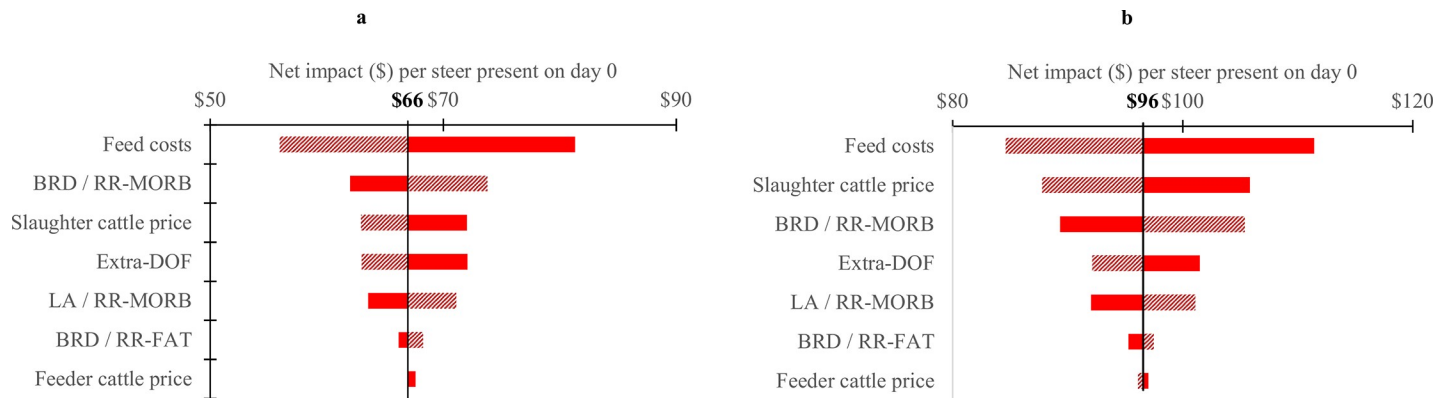 a
Net impact ($) per steer present on day 0
$50 $66 $70 $90
Feed costs
BRD / RR-MORB
Slaughter cattle price
Extra-DOF
LA / RR-MORB
BRD / RR-FAT
Feeder cattle price
b
Net impact ($) per steer present on day 0
$80 $96 $100 $120
Feed costs
Slaughter cattle price
BRD / RR-MORB
Extra-DOF
LA / RR-MORB
BRD / RR-FAT
Feeder cattle price